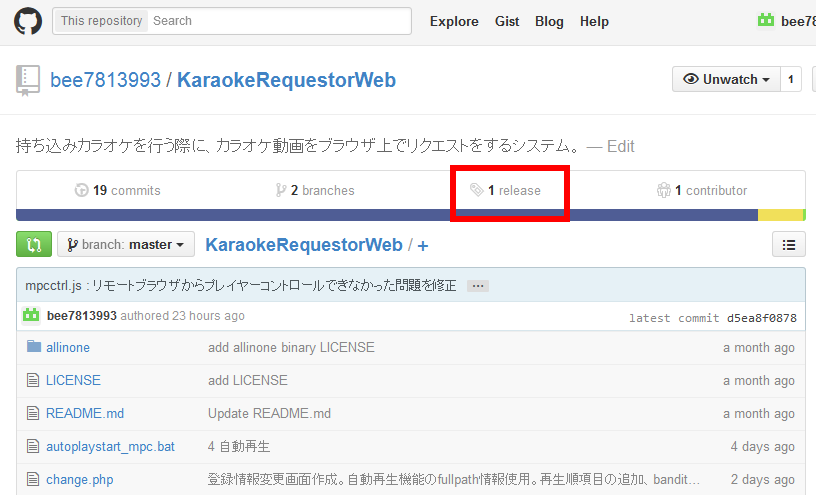 This repository Search Explore Gist Blog Help bee78
bee7813993 / KaraokeRequestorWeb Unwatch 1
持ち込みカラオケを行う際に、カラオケ動画をブラウザ上でリクエストをするシステム。 — Edit
19 commits 2 branches 1 release 1 contributor
branch: master KaraokeRequestorWeb / +
mpcctrl.js : リモートブラウザからプレイヤーコントロールできなかった問題を修正 ...
bee7813993 authored 23 hours ago latest commit d5ea8f0878
allinone add allinone binary LICENSE a month ago
LICENSE add LICENSE a month ago
README.md Update README.md a month ago
autoplaystart_mpc.bat 4 自動再生 4 days ago
change.php 登録情報変更画面作成。自動再生機能のfullpath情報使用。再生順項目の追加、bandit... 2 days ago